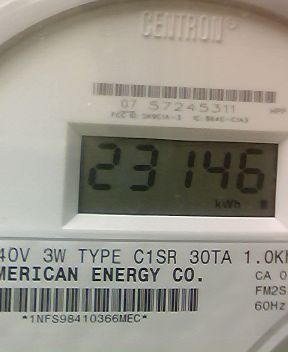 CENTRON®
07 57245311
23146
kWh
40V 3W TYPE C1SR 30TA 1.0K
MERICAN ENERGY CO.
CA 0
FM2S
60Hz
*1NFS98410366MEC*